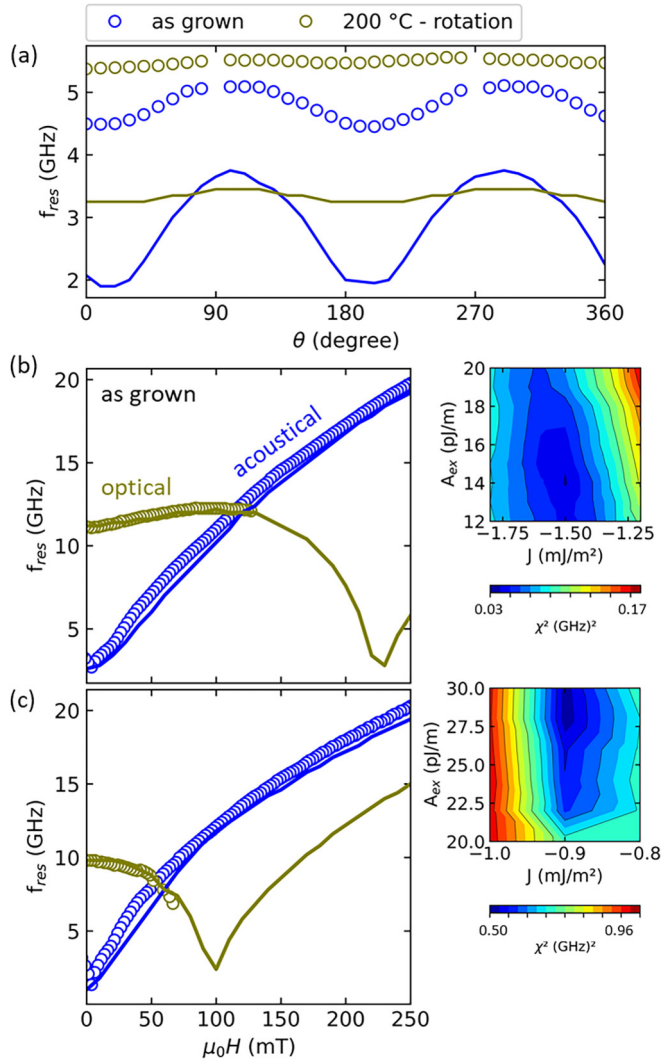 as grown
200 °C - rotation
(a)
5
4
3
2
f_res (GHz)
0
90
180
270
360
θ (degree)
(b)
as grown
acoustical
optical
20
15
10
5
f_res (GHz)
20
18
16
14
12
A_ex (pJ/m)
−1.75
−1.50
−1.25
J (mJ/m²)
0.03
0.17
χ² (GHz)²
(c)
20
15
10
5
f_res (GHz)
0
50
100
150
200
250
μ₀H (mT)
30.0
27.5
25.0
22.5
20.0
A_ex (pJ/m)
−1.0
−0.9
−0.8
J (mJ/m²)
0.50
0.96
χ² (GHz)²